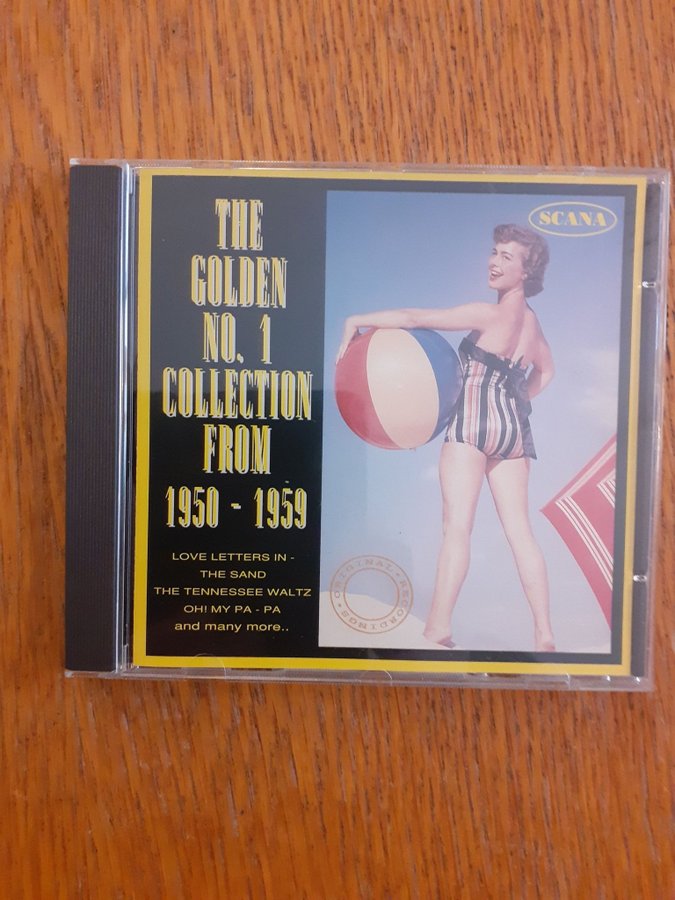 THE
GOLDEN
NO. 1
COLLECTION
FROM
1950 - 1959
LOVE LETTERS IN -
THE SAND
THE TENNESSEE WALTZ
OH! MY PA - PA
and many more..
SCANA
ORIGINAL • RECORDINGS •